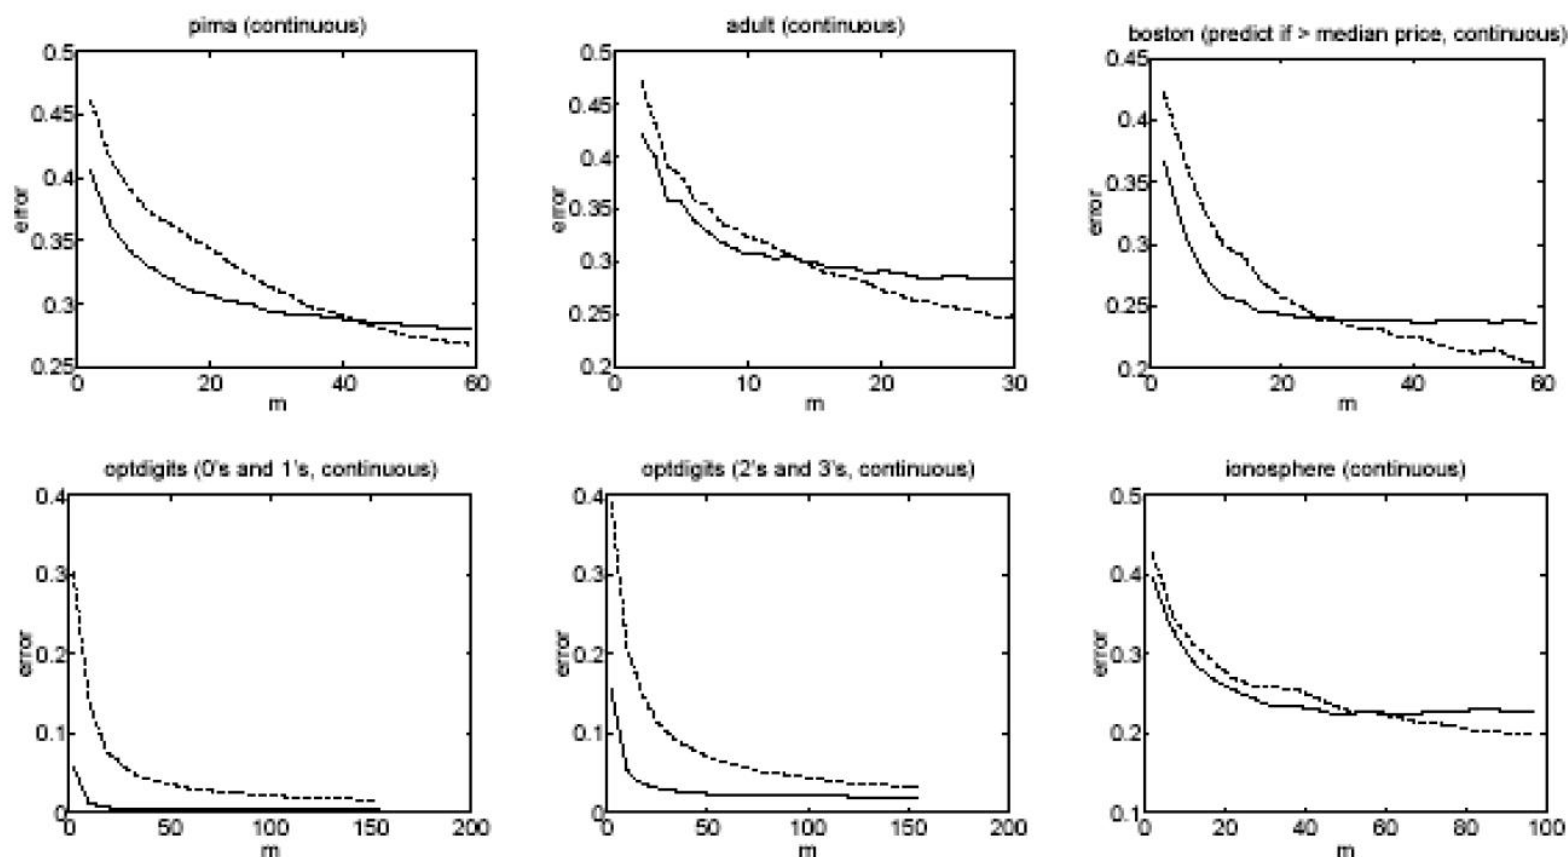 pima (continuous)
0.5
0.45
0.4
0.35
0.3
0.25
error
0 20 40 60
m
adult (continuous)
0.5
0.45
0.4
0.35
0.3
0.25
0.2
error
0 10 20 30
m
boston (predict if > median price, continuous)
0.45
0.4
0.35
0.3
0.25
0.2
error
0 20 40 60
m
optdigits (0's and 1's, continuous)
0.4
0.3
0.2
0.1
0
error
0 50 100 150 200
m
optdigits (2's and 3's, continuous)
0.4
0.3
0.2
0.1
0
error
0 50 100 150 200
m
ionosphere (continuous)
0.5
0.4
0.3
0.2
0.1
error
0 20 40 60 80 100
m